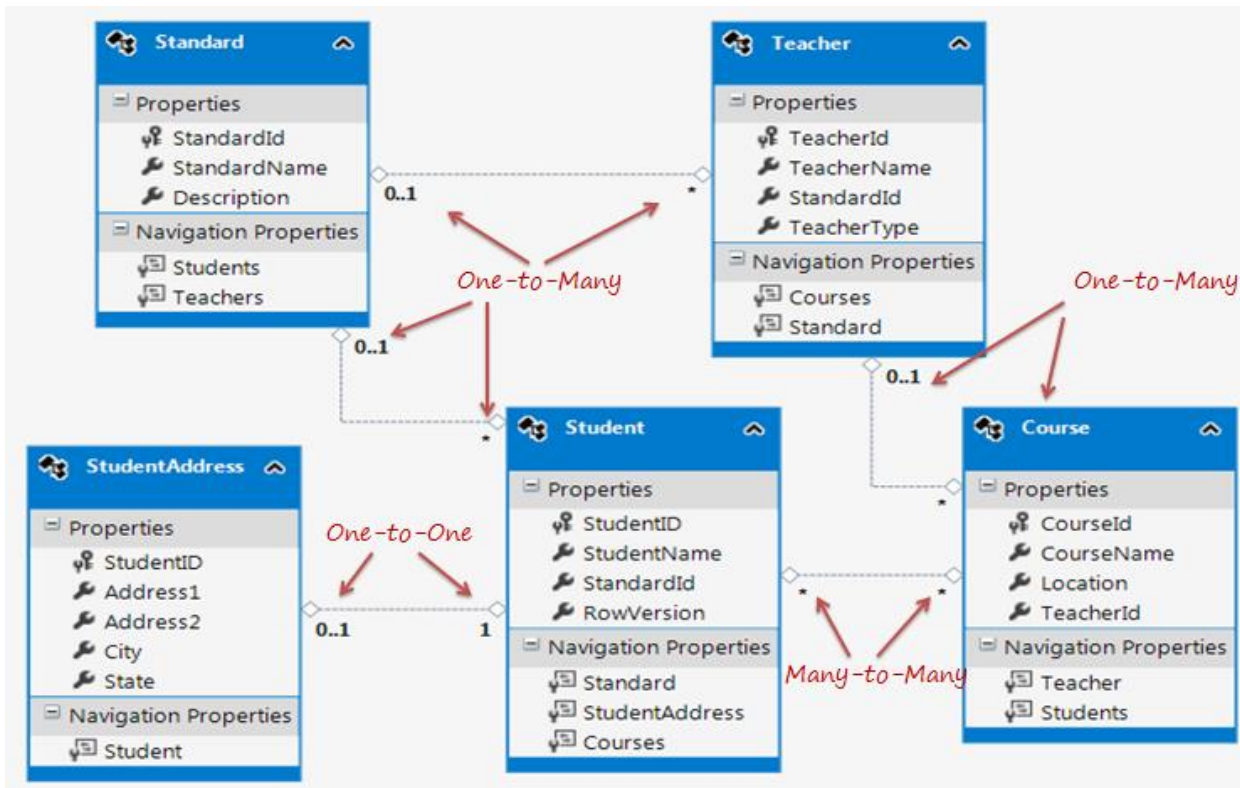 Standard
Properties
StandardId
StandardName
Description
Navigation Properties
Students
Teachers
Teacher
Properties
TeacherId
TeacherName
StandardId
TeacherType
Navigation Properties
Courses
Standard
0..1
*
One-to-Many
0..1
*
One-to-Many
0..1
*
StudentAddress
Properties
StudentID
Address1
Address2
City
State
Navigation Properties
Student
One-to-One
0..1
1
Student
Properties
StudentID
StudentName
StandardId
RowVersion
Navigation Properties
Standard
StudentAddress
Courses
*
*
Many-to-Many
Course
Properties
CourseId
CourseName
Location
TeacherId
Navigation Properties
Teacher
Students